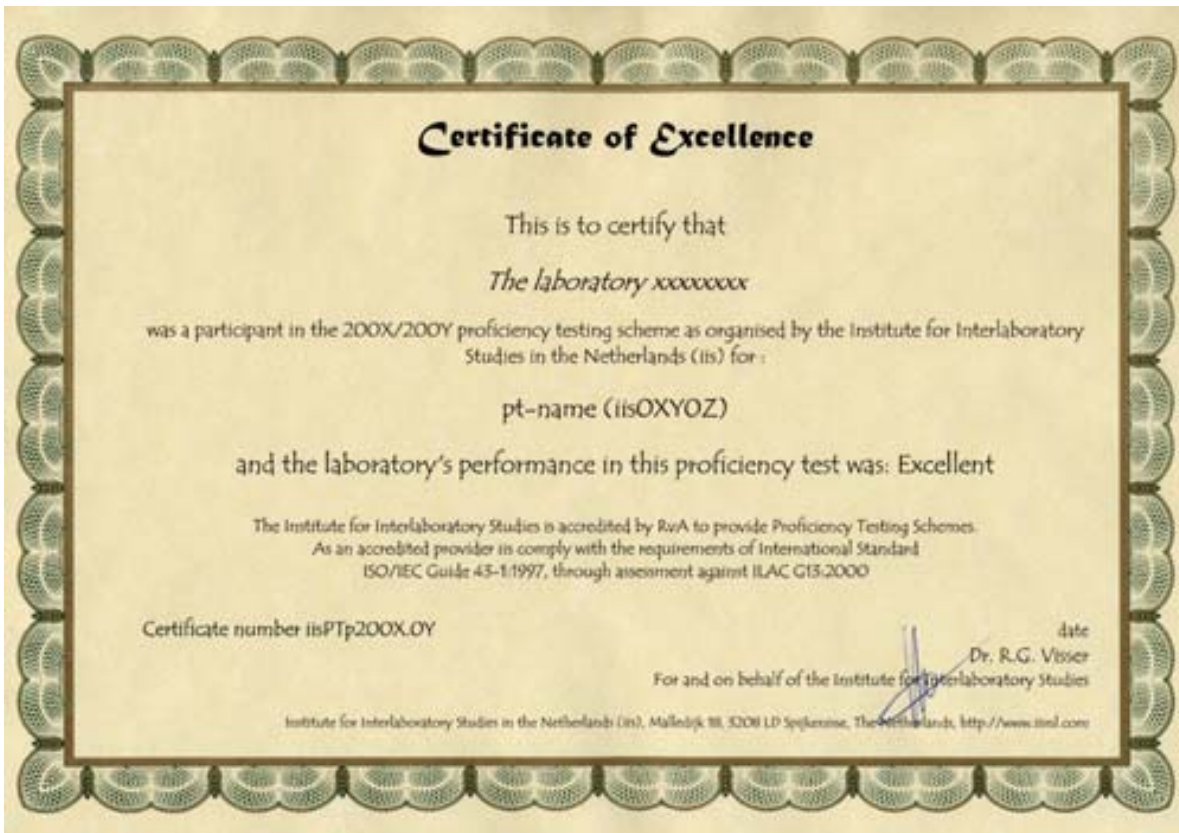 Certificate of Excellence
This is to certify that
The laboratory xxxxxxxx
was a participant in the 200X/200Y proficiency testing scheme as organised by the Institute for Interlaboratory
Studies in the Netherlands (iis) for :
pt-name (iis0XY0Z)
and the laboratory's performance in this proficiency test was: Excellent
The Institute for Interlaboratory Studies is accredited by RvA to provide Proficiency Testing Schemes.
As an accredited provider iis comply with the requirements of International Standard
ISO/IEC Guide 43-1:1997, through assessment against ILAC G13:2000
Certificate number iisPTp200X.0Y
date
Dr. R.G. Visser
For and on behalf of the Institute for Interlaboratory Studies
Institute for Interlaboratory Studies in the Netherlands (iis), Malledijk 18, 3208 LD Spijkenisse, The Netherlands, http://www.iisnl.com